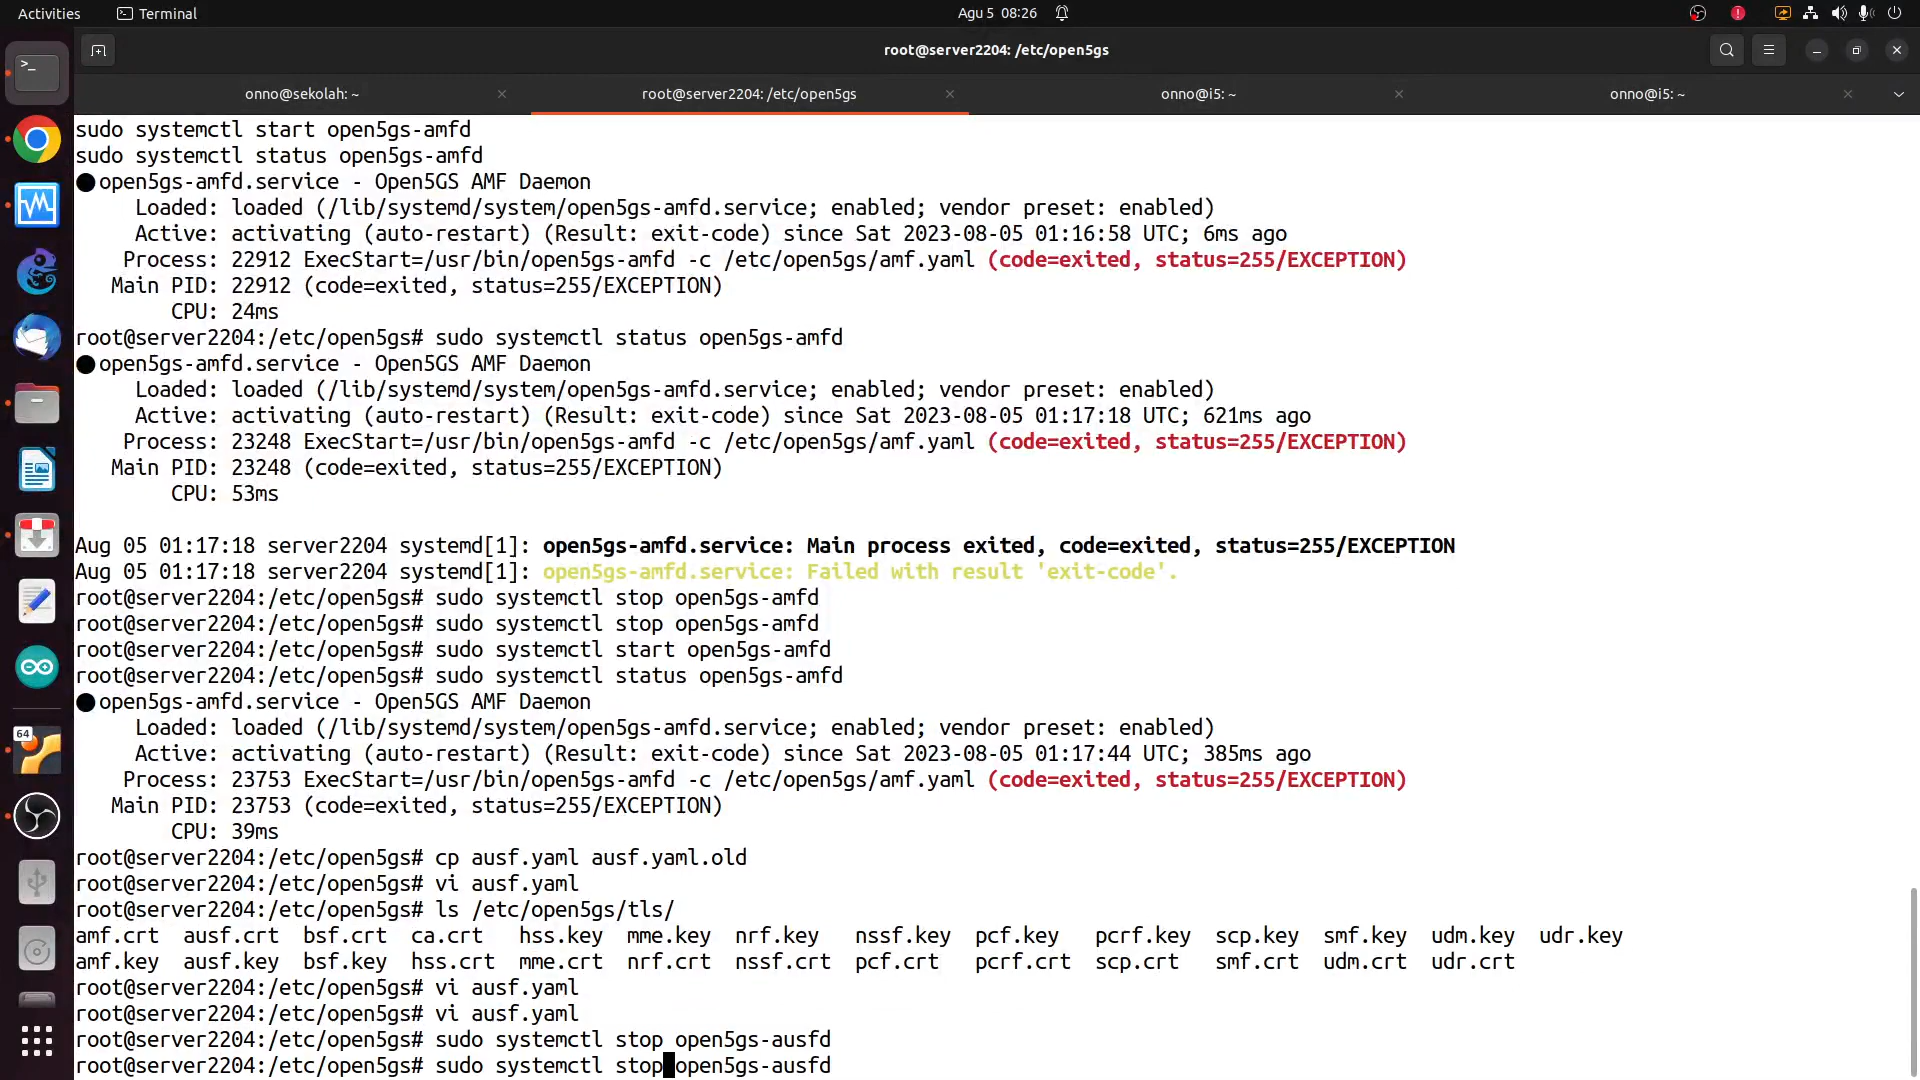 Activities
Terminal
Agu 5 08:26
root@server2204: /etc/open5gs
onno@sekolah: ~
root@server2204: /etc/open5gs
onno@i5: ~
onno@i5: ~
sudo systemctl start open5gs-amfd
sudo systemctl status open5gs-amfd
● open5gs-amfd.service - Open5GS AMF Daemon
Loaded: loaded (/lib/systemd/system/open5gs-amfd.service; enabled; vendor preset: enabled)
Active: activating (auto-restart) (Result: exit-code) since Sat 2023-08-05 01:16:58 UTC; 6ms ago
Process: 22912 ExecStart=/usr/bin/open5gs-amfd -c /etc/open5gs/amf.yaml (code=exited, status=255/EXCEPTION)
Main PID: 22912 (code=exited, status=255/EXCEPTION)
CPU: 24ms
root@server2204:/etc/open5gs# sudo systemctl status open5gs-amfd
● open5gs-amfd.service - Open5GS AMF Daemon
Loaded: loaded (/lib/systemd/system/open5gs-amfd.service; enabled; vendor preset: enabled)
Active: activating (auto-restart) (Result: exit-code) since Sat 2023-08-05 01:17:18 UTC; 621ms ago
Process: 23248 ExecStart=/usr/bin/open5gs-amfd -c /etc/open5gs/amf.yaml (code=exited, status=255/EXCEPTION)
Main PID: 23248 (code=exited, status=255/EXCEPTION)
CPU: 53ms
Aug 05 01:17:18 server2204 systemd[1]: open5gs-amfd.service: Main process exited, code=exited, status=255/EXCEPTION
Aug 05 01:17:18 server2204 systemd[1]: open5gs-amfd.service: Failed with result 'exit-code'.
root@server2204:/etc/open5gs# sudo systemctl stop open5gs-amfd
root@server2204:/etc/open5gs# sudo systemctl stop open5gs-amfd
root@server2204:/etc/open5gs# sudo systemctl start open5gs-amfd
root@server2204:/etc/open5gs# sudo systemctl status open5gs-amfd
● open5gs-amfd.service - Open5GS AMF Daemon
Loaded: loaded (/lib/systemd/system/open5gs-amfd.service; enabled; vendor preset: enabled)
Active: activating (auto-restart) (Result: exit-code) since Sat 2023-08-05 01:17:44 UTC; 385ms ago
Process: 23753 ExecStart=/usr/bin/open5gs-amfd -c /etc/open5gs/amf.yaml (code=exited, status=255/EXCEPTION)
Main PID: 23753 (code=exited, status=255/EXCEPTION)
CPU: 39ms
root@server2204:/etc/open5gs# cp ausf.yaml ausf.yaml.old
root@server2204:/etc/open5gs# vi ausf.yaml
root@server2204:/etc/open5gs# ls /etc/open5gs/tls/
amf.crt ausf.crt bsf.crt ca.crt hss.key mme.key nrf.key nssf.key pcf.key pcrf.key scp.key smf.key udm.key udr.key
amf.key ausf.key bsf.key hss.crt mme.crt nrf.crt nssf.crt pcf.crt pcrf.crt scp.crt smf.crt udm.crt udr.crt
root@server2204:/etc/open5gs# vi ausf.yaml
root@server2204:/etc/open5gs# vi ausf.yaml
root@server2204:/etc/open5gs# sudo systemctl stop open5gs-ausfd
root@server2204:/etc/open5gs# sudo systemctl stop open5gs-ausfd
64